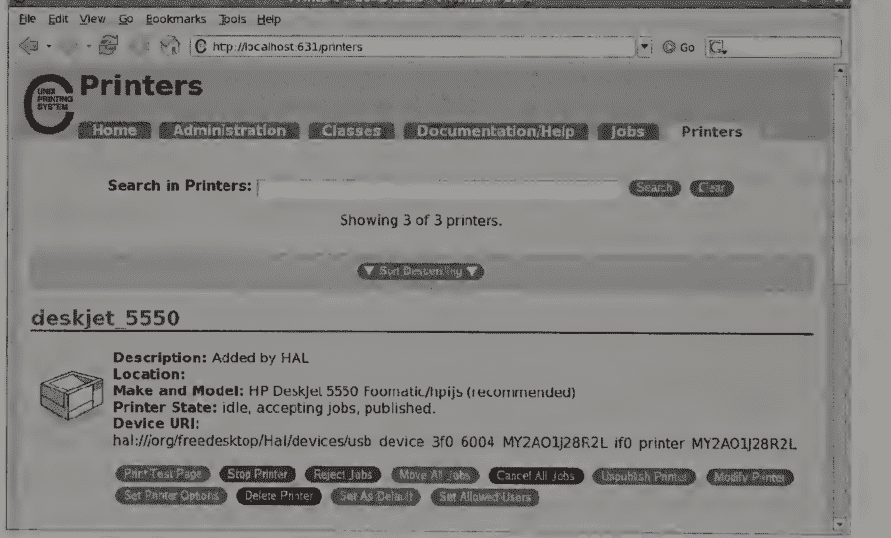 File Edit View Go Bookmarks Tools Help
http://localhost:631/printers
Go
UNIX
PRINTING
SYSTEM
Printers
Home Administration Classes Documentation/Help Jobs Printers
Search in Printers: Search Clear
Showing 3 of 3 printers.
▼ Sort Descending ▼
deskjet_5550
Description: Added by HAL
Location:
Make and Model: HP DeskJet 5550 Foomatic/hpijs (recommended)
Printer State: idle, accepting jobs, published.
Device URI:
hal:///org/freedesktop/Hal/devices/usb_device_3f0_6004_MY2AO1J28R2L_if0_printer_MY2A01J28R2L
Print Test Page Stop Printer Reject Jobs Move All Jobs Cancel All Jobs Unpublish Printer Modify Printer
Set Printer Options Delete Printer Set As Default Set Allowed Users